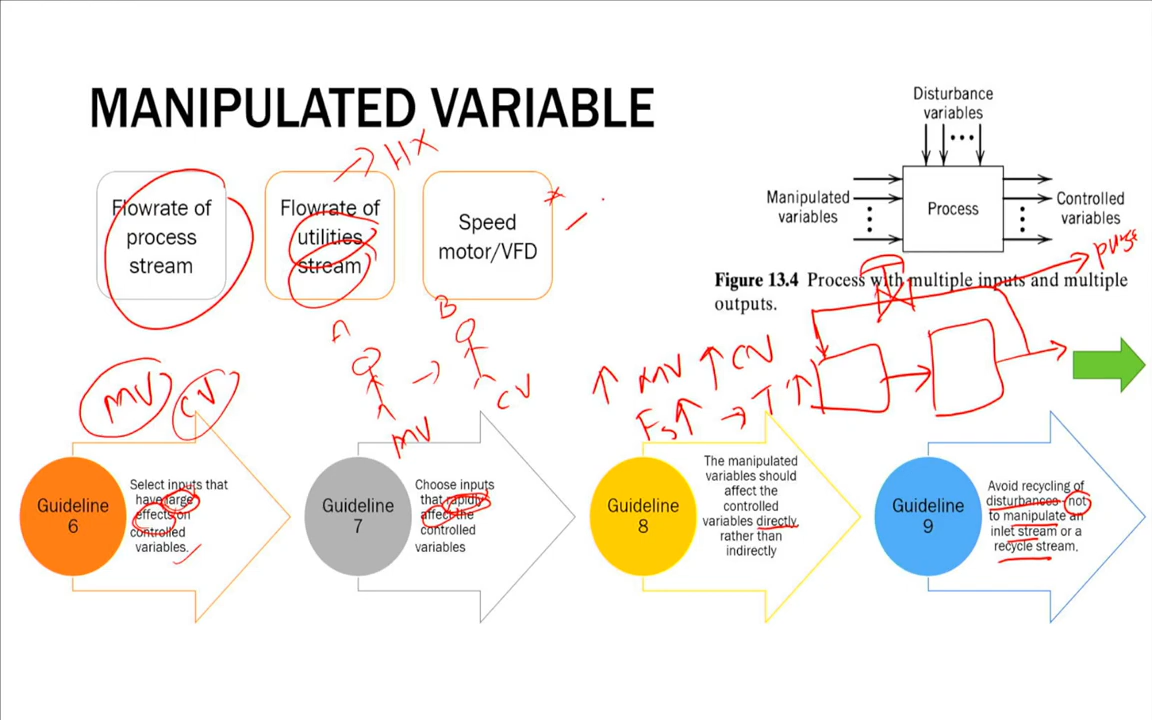 MANIPULATED VARIABLE
→ HX
Flowrate of
process
stream
Flowrate of
utilities
stream
Speed
motor/VFD
Disturbance
variables
Manipulated
variables
Process
Controlled
variables
Figure 13.4 Process with multiple inputs and multiple
outputs.
purge
A
B
MV
CV
MV
CV
↑ MV ↑ CV
Fs↑ → T ↑
Guideline
6
Select inputs that
have large
effects on
controlled
variables.
Guideline
7
Choose inputs
that rapidly
affect the
controlled
variables
Guideline
8
The manipulated
variables should
affect the
controlled
variables directly
rather than
indirectly
Guideline
9
Avoid recycling of
disturbances not
to manipulate an
inlet stream or a
recycle stream.